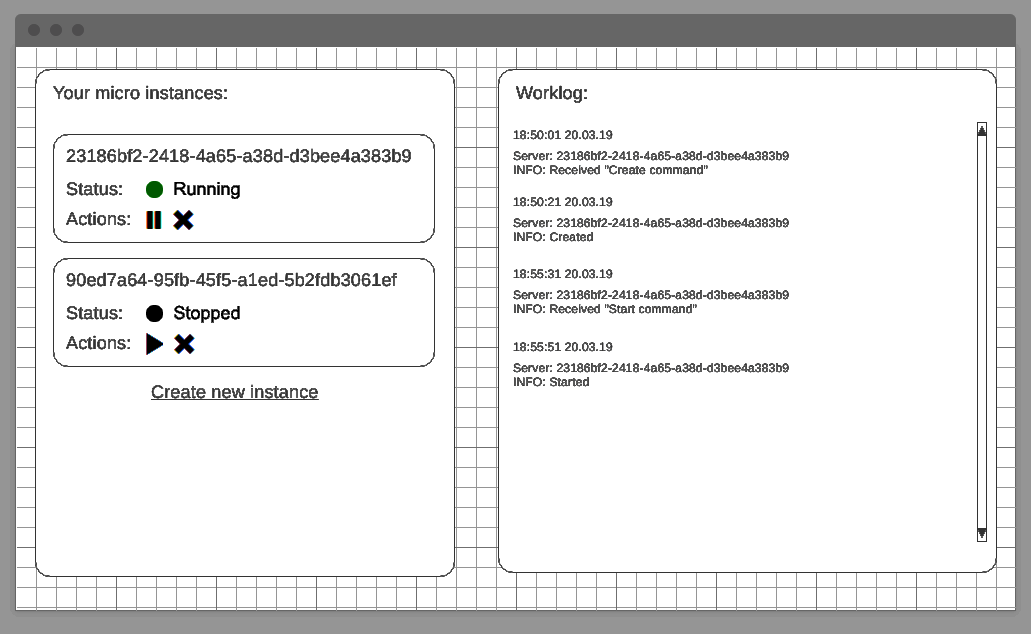 Your micro instances:
23186bf2-2418-4a65-a38d-d3bee4a383b9
Status: Running
Actions:
90ed7a64-95fb-45f5-a1ed-5b2fdb3061ef
Status: Stopped
Actions:
Create new instance
Worklog:
18:50:01 20.03.19
Server: 23186bf2-2418-4a65-a38d-d3bee4a383b9
INFO: Received "Create command"
18:50:21 20.03.19
Server: 23186bf2-2418-4a65-a38d-d3bee4a383b9
INFO: Created
18:55:31 20.03.19
Server: 23186bf2-2418-4a65-a38d-d3bee4a383b9
INFO: Received "Start command"
18:55:51 20.03.19
Server: 23186bf2-2418-4a65-a38d-d3bee4a383b9
INFO: Started